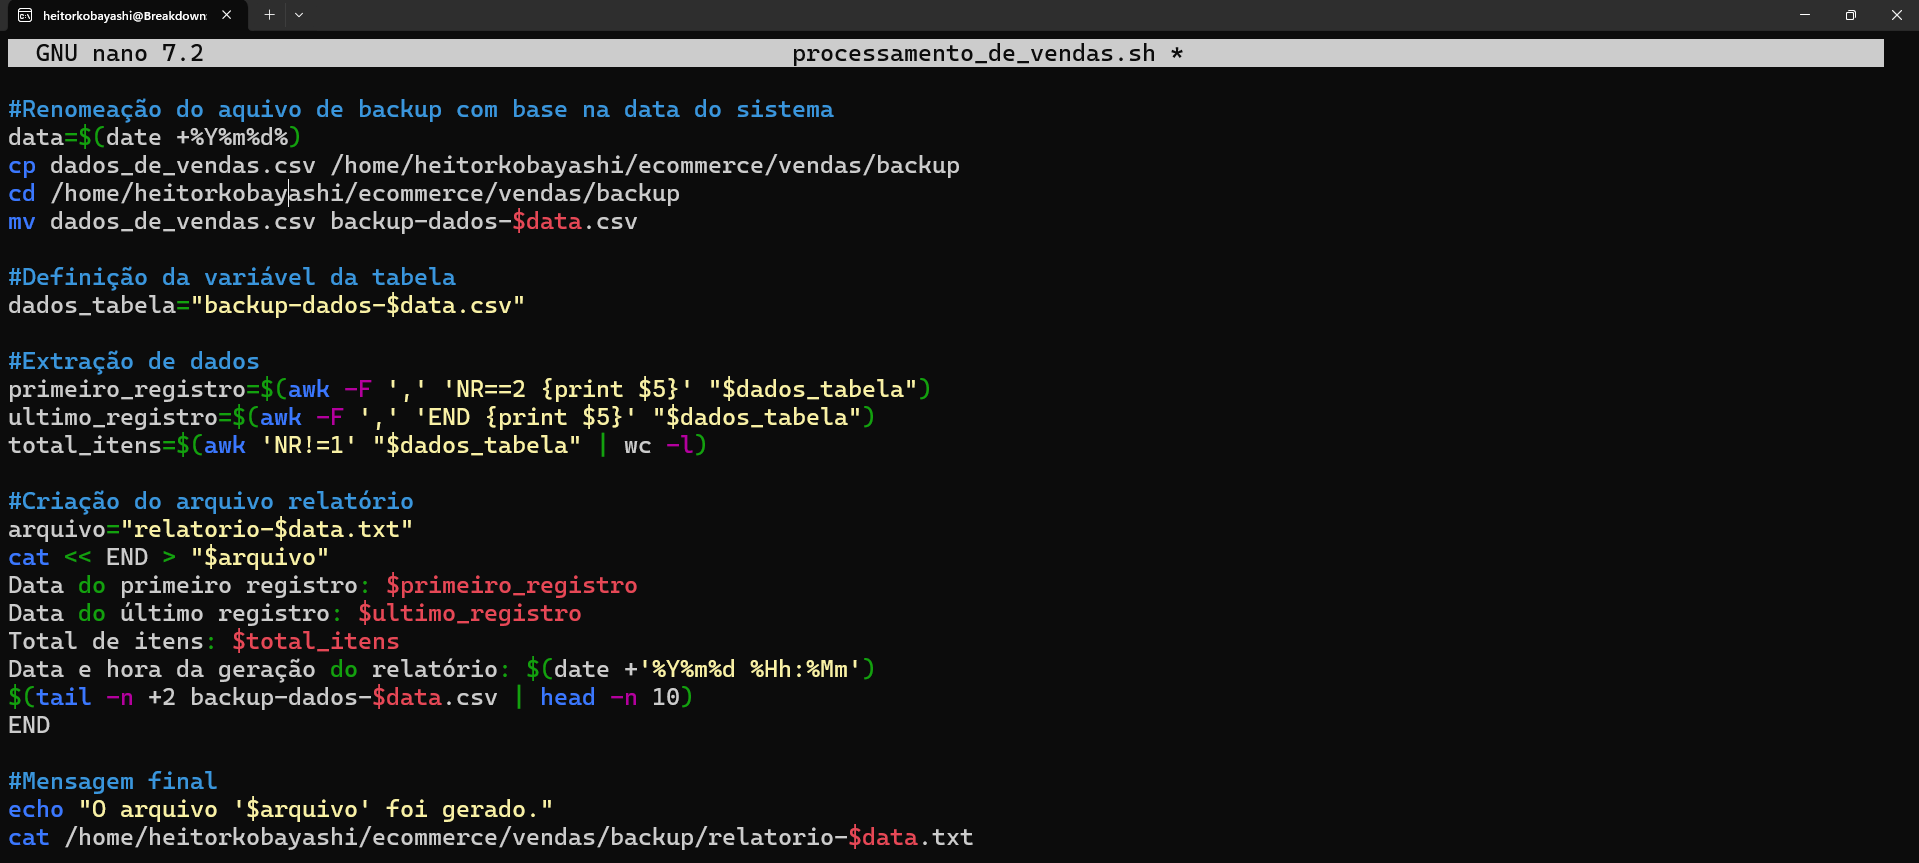 heitorkobayashi@Breakdown:
GNU nano 7.2 processamento_de_vendas.sh *
#Renomeação do aquivo de backup com base na data do sistema
data=$(date +%Y%m%d%)
cp dados_de_vendas.csv /home/heitorkobayashi/ecommerce/vendas/backup
cd /home/heitorkobayashi/ecommerce/vendas/backup
mv dados_de_vendas.csv backup-dados-$data.csv
#Definição da variável da tabela
dados_tabela="backup-dados-$data.csv"
#Extração de dados
primeiro_registro=$(awk -F ',' 'NR==2 {print $5}' "$dados_tabela")
ultimo_registro=$(awk -F ',' 'END {print $5}' "$dados_tabela")
total_itens=$(awk 'NR!=1' "$dados_tabela" | wc -l)
#Criação do arquivo relatório
arquivo="relatorio-$data.txt"
cat << END > "$arquivo"
Data do primeiro registro: $primeiro_registro
Data do último registro: $ultimo_registro
Total de itens: $total_itens
Data e hora da geração do relatório: $(date +'%Y%m%d %Hh:%Mm')
$(tail -n +2 backup-dados-$data.csv | head -n 10)
END
#Mensagem final
echo "O arquivo '$arquivo' foi gerado."
cat /home/heitorkobayashi/ecommerce/vendas/backup/relatorio-$data.txt